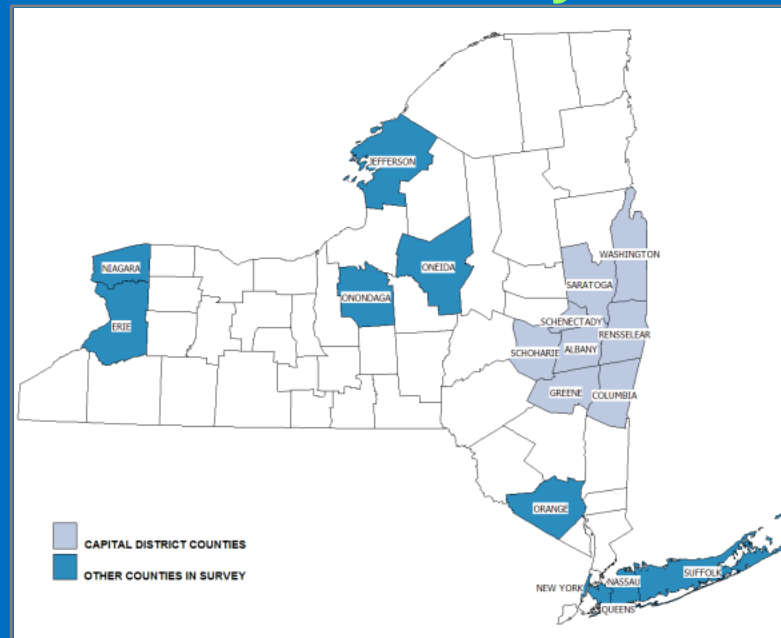 JEFFERSON
WASHINGTON
NIAGARA
ONEIDA
SARATOGA
ONONDAGA
SCHENECTADY
ERIE
RENSSELEAR
SCHOHARIE
ALBANY
GREENE
COLUMBIA
ORANGE
CAPITAL DISTRICT COUNTIES
OTHER COUNTIES IN SURVEY
SUFFOLK
NASSAU
NEW YORK
QUEENS